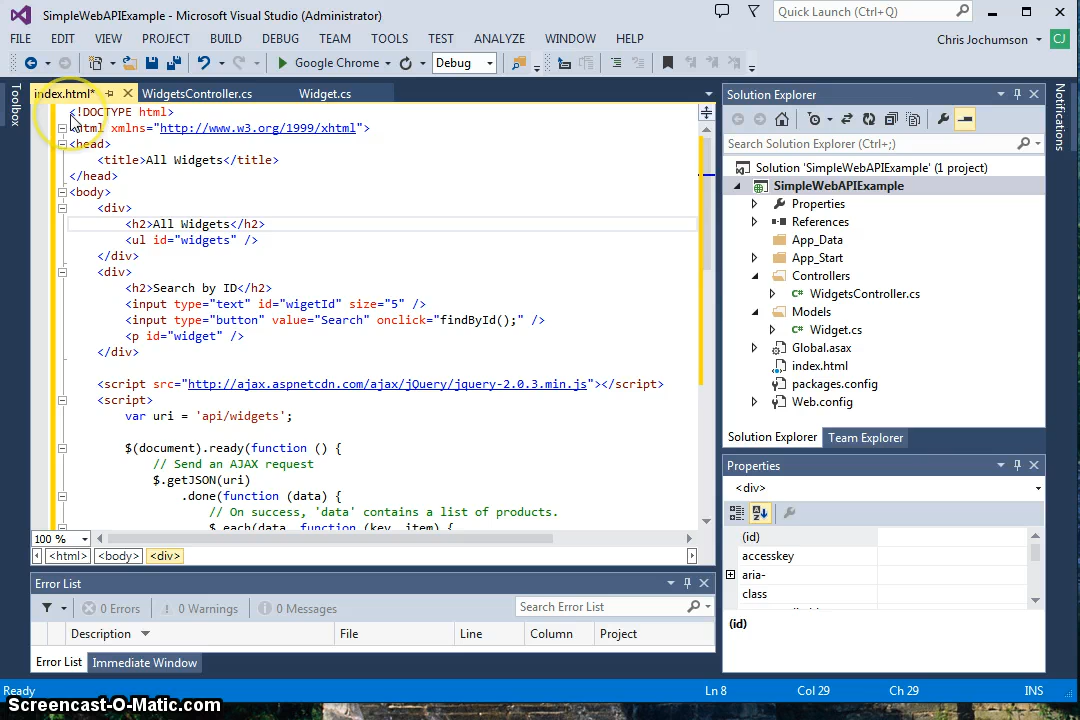 SimpleWebAPIExample - Microsoft Visual Studio (Administrator)
Quick Launch (Ctrl+Q)
FILE EDIT VIEW PROJECT BUILD DEBUG TEAM TOOLS TEST ANALYZE WINDOW HELP
Chris Jochumson CJ
Google Chrome Debug
Toolbox
index.html* WidgetsController.cs Widget.cs
<!DOCTYPE html>
<html xmlns="http://www.w3.org/1999/xhtml">
<head>
<title>All Widgets</title>
</head>
<body>
<div>
<h2>All Widgets</h2>
<ul id="widgets" />
</div>
<div>
<h2>Search by ID</h2>
<input type="text" id="wigetId" size="5" />
<input type="button" value="Search" onclick="findById();" />
<p id="widget" />
</div>
<script src="http://ajax.aspnetcdn.com/ajax/jQuery/jquery-2.0.3.min.js"></script>
<script>
var uri = 'api/widgets';
$(document).ready(function () {
// Send an AJAX request
$.getJSON(uri)
.done(function (data) {
// On success, 'data' contains a list of products.
$.each(data, function (key, item) {
100 %
<html> <body> <div>
Solution Explorer
Search Solution Explorer (Ctrl+;)
Solution 'SimpleWebAPIExample' (1 project)
SimpleWebAPIExample
Properties
References
App_Data
App_Start
Controllers
C# WidgetsController.cs
Models
C# Widget.cs
Global.asax
index.html
packages.config
Web.config
Solution Explorer Team Explorer
Notifications
Properties
<div>
(id)
accesskey
aria-
class
(id)
Error List
0 Errors 0 Warnings 0 Messages
Search Error List
Description File Line Column Project
Error List Immediate Window
Ready Ln 8 Col 29 Ch 29 INS
Screencast-O-Matic.com